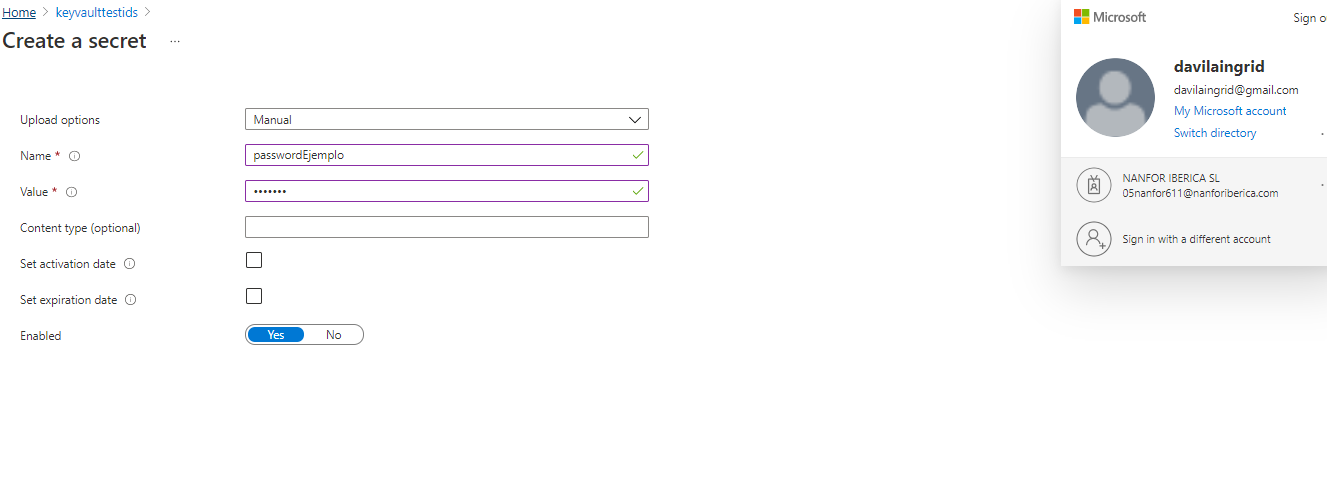 Home > keyvaulttestids >
Create a secret ...
Upload options Manual
Name * passwordEjemplo
Value * •••••••
Content type (optional)
Set activation date
Set expiration date
Enabled Yes No
Microsoft Sign o
davilaingrid
davilaingrid@gmail.com
My Microsoft account
Switch directory
NANFOR IBERICA SL
05nanfor611@nanforiberica.com
Sign in with a different account